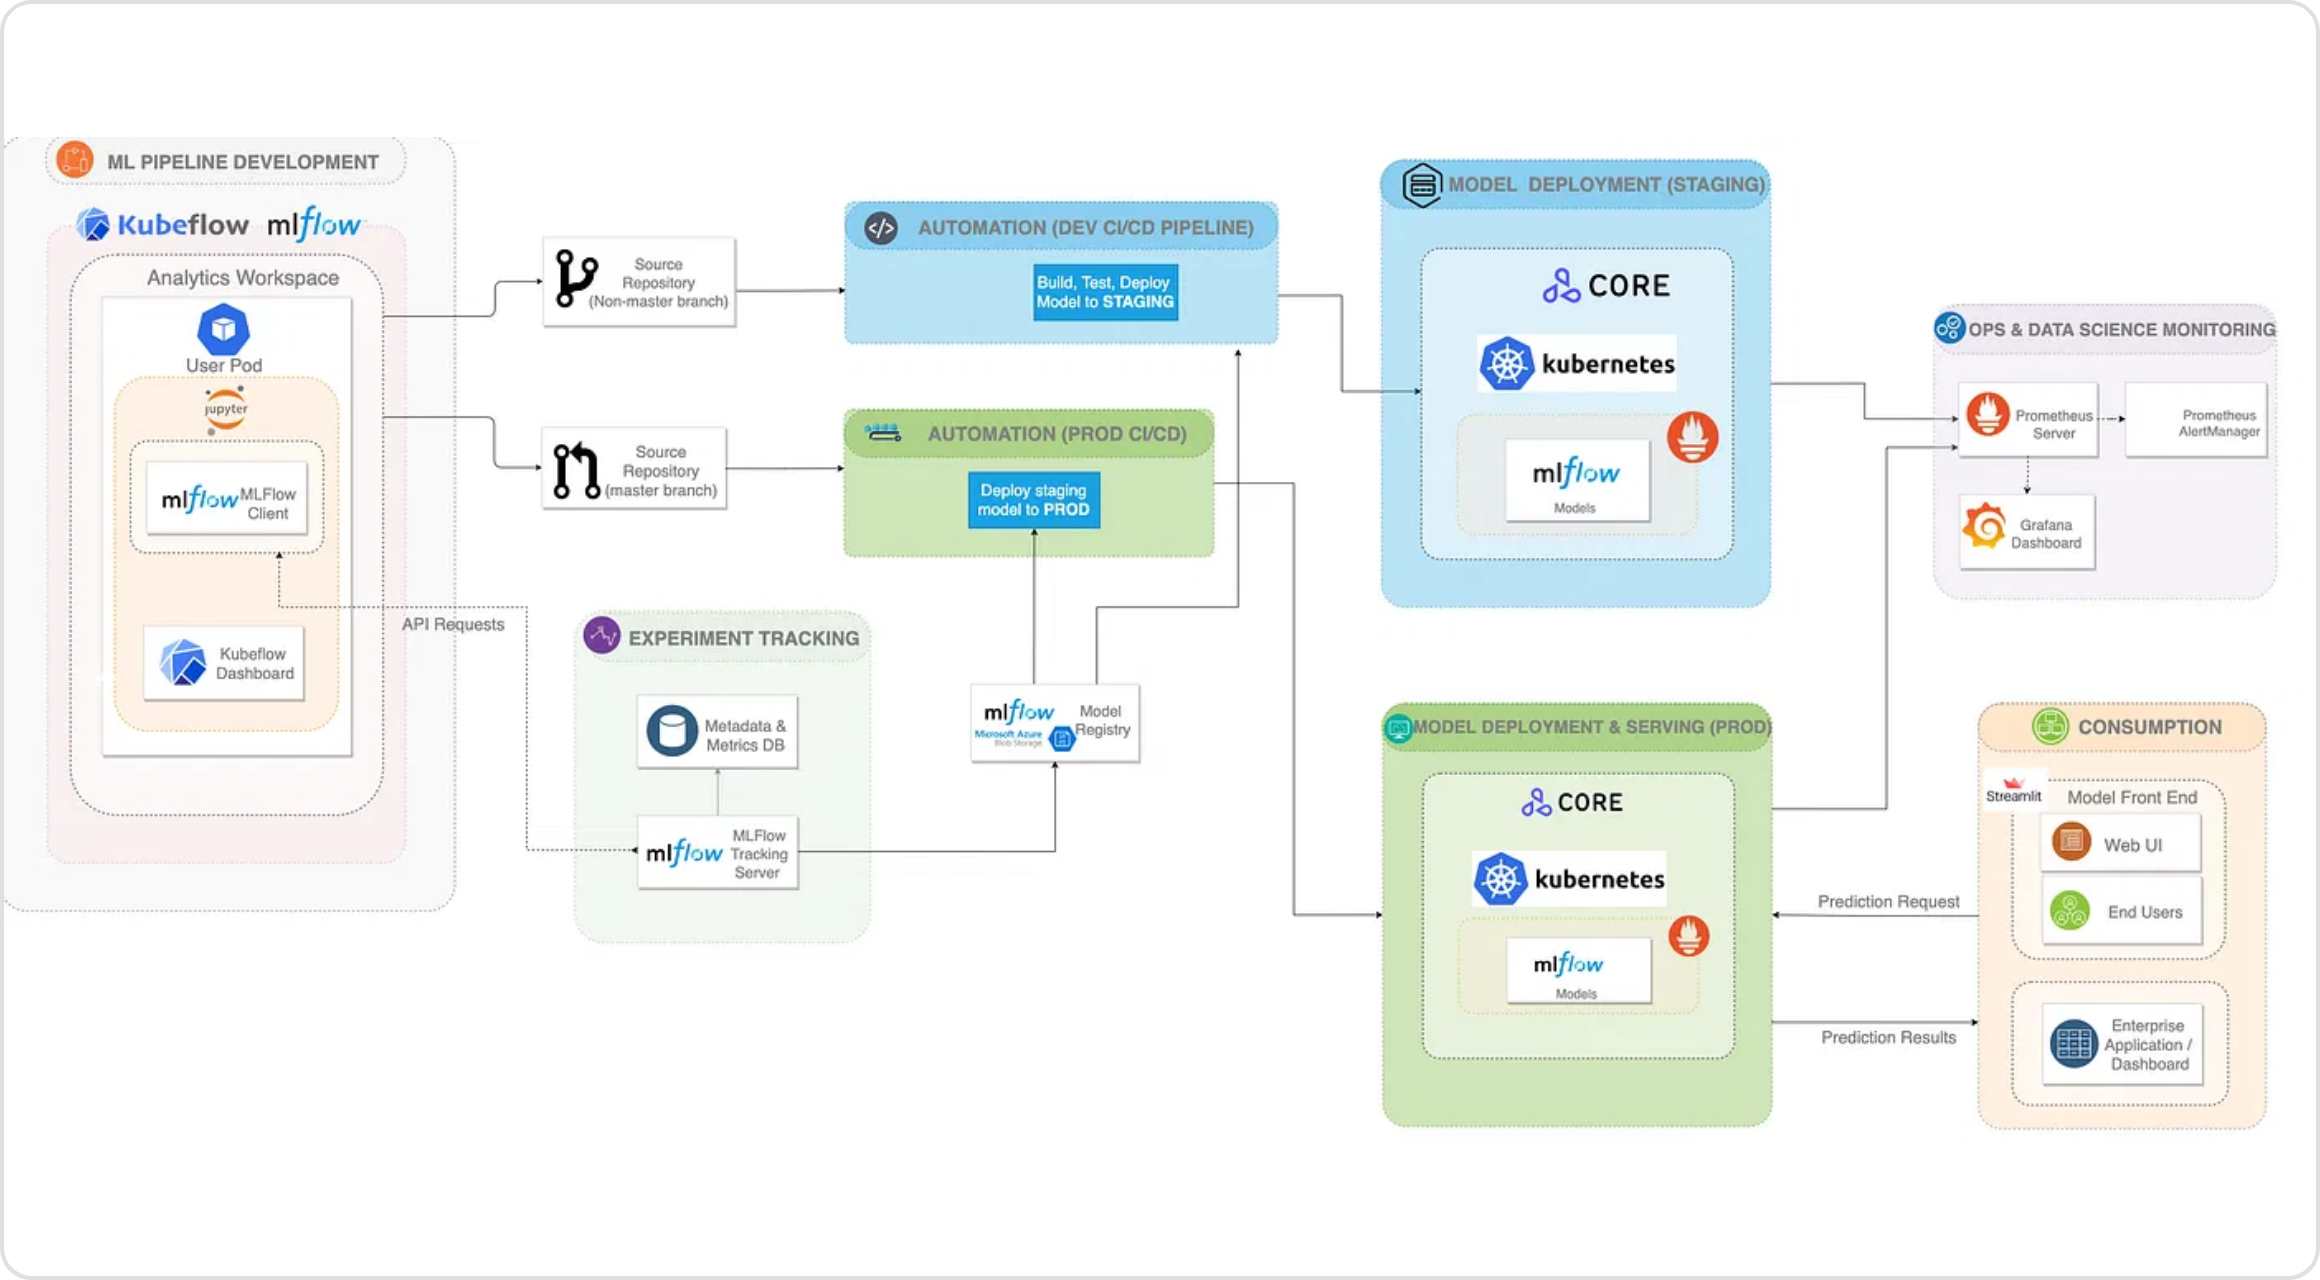 ML PIPELINE DEVELOPMENT
Kubeflow mlflow
Analytics Workspace
User Pod
jupyter
mlflow MLFlow
Client
Kubeflow
Dashboard
API Requests
Source
Repository
(Non-master branch)
Source
Repository
(master branch)
AUTOMATION (DEV CI/CD PIPELINE)
Build, Test, Deploy
Model to STAGING
AUTOMATION (PROD CI/CD)
Deploy staging
model to PROD
EXPERIMENT TRACKING
Metadata &
Metrics DB
mlflow
MLFlow
Tracking
Server
mlflow
Microsoft Azure
Blob Storage
Model
Registry
MODEL DEPLOYMENT (STAGING)
CORE
kubernetes
mlflow
Models
MODEL DEPLOYMENT & SERVING (PROD)
CORE
kubernetes
mlflow
Models
OPS & DATA SCIENCE MONITORING
Prometheus
Server
Prometheus
AlertManager
Grafana
Dashboard
Prediction Request
Prediction Results
CONSUMPTION
Streamlit
Model Front End
Web UI
End Users
Enterprise
Application /
Dashboard